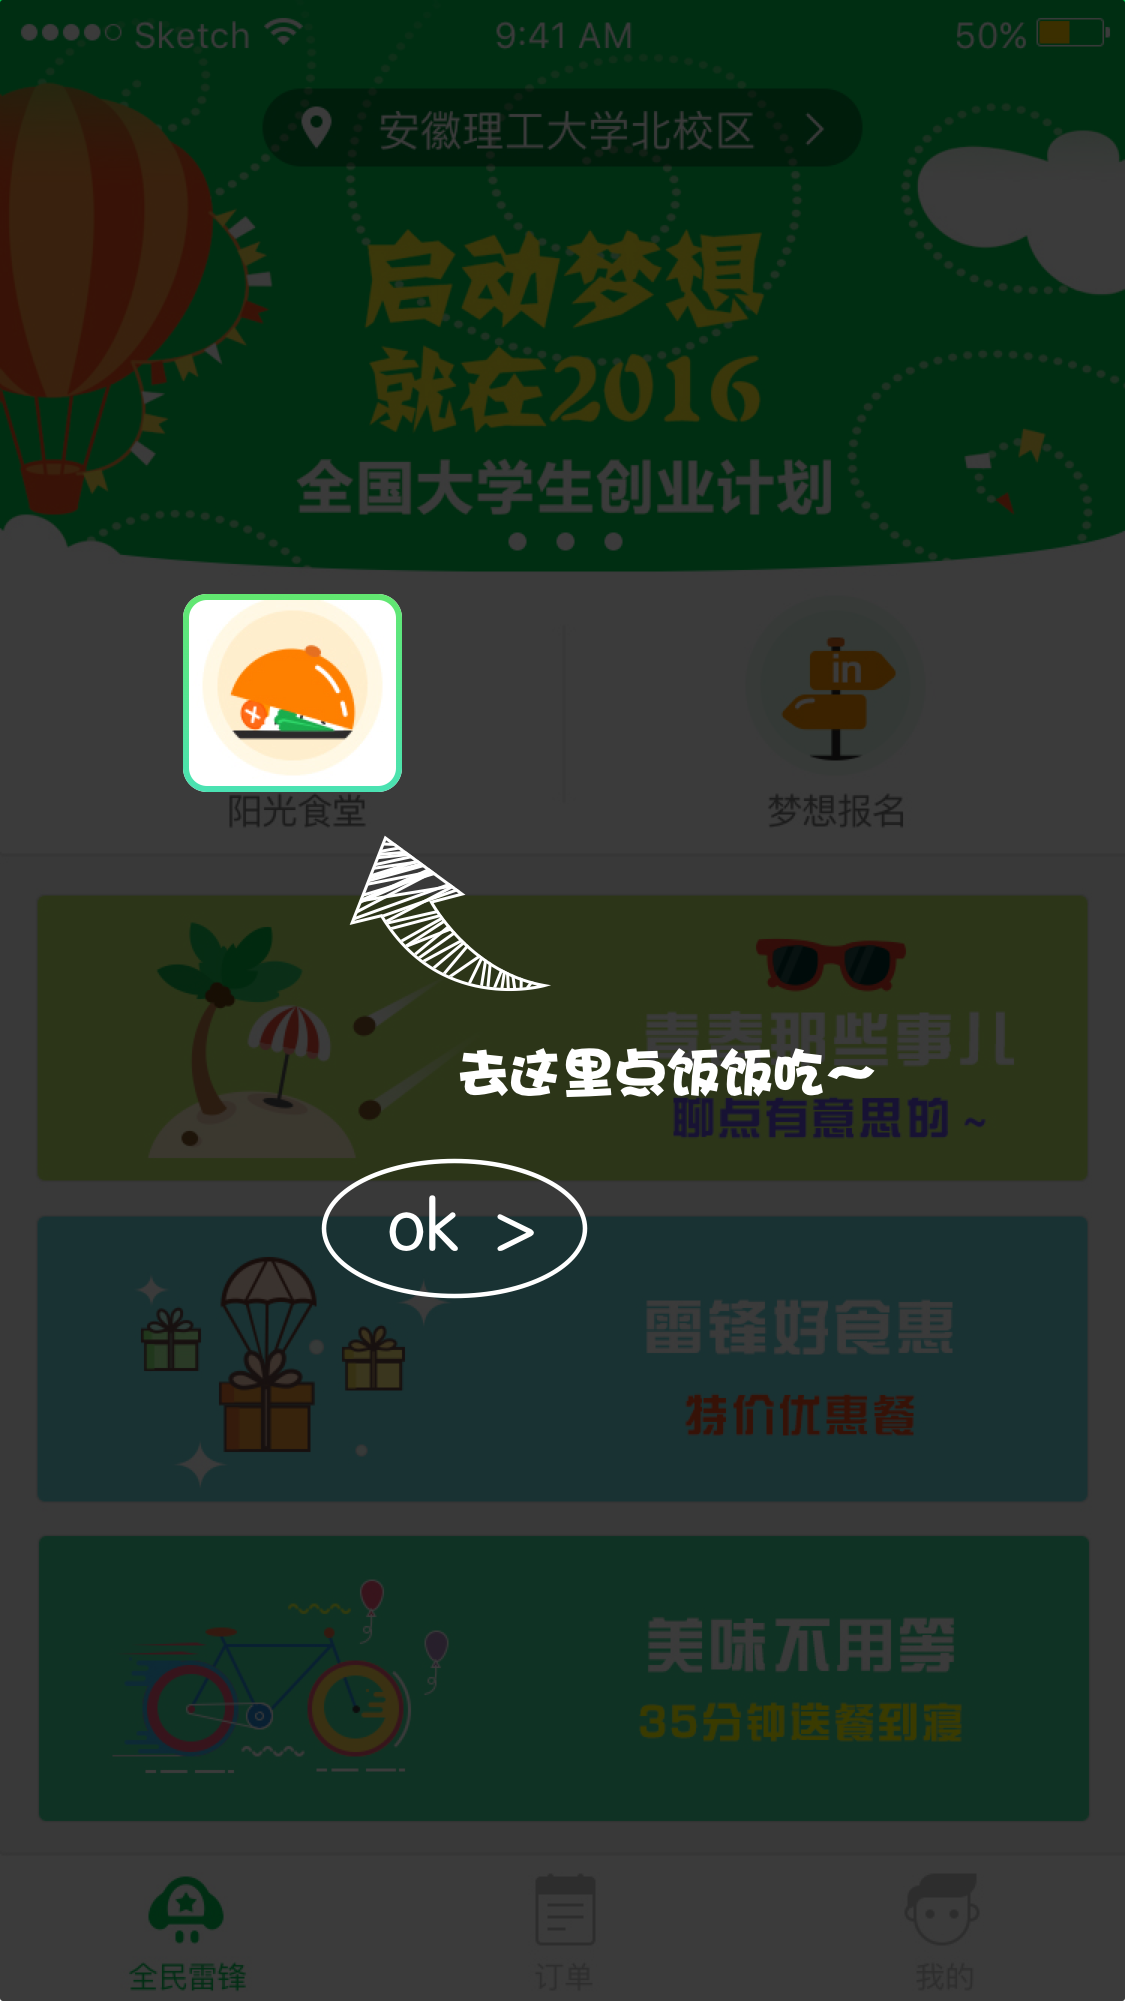 Sketch 9:41 AM 50%
安徽理工大学北校区
启动梦想
就在2016
全国大学生创业计划
in
阳光食堂 梦想报名
青春那些事儿
去这里点饭饭吃~
聊点有意思的~
ok >
雷锋好食惠
特价优惠餐
美味不用等
35分钟送餐到寝
全民雷锋 订单 我的